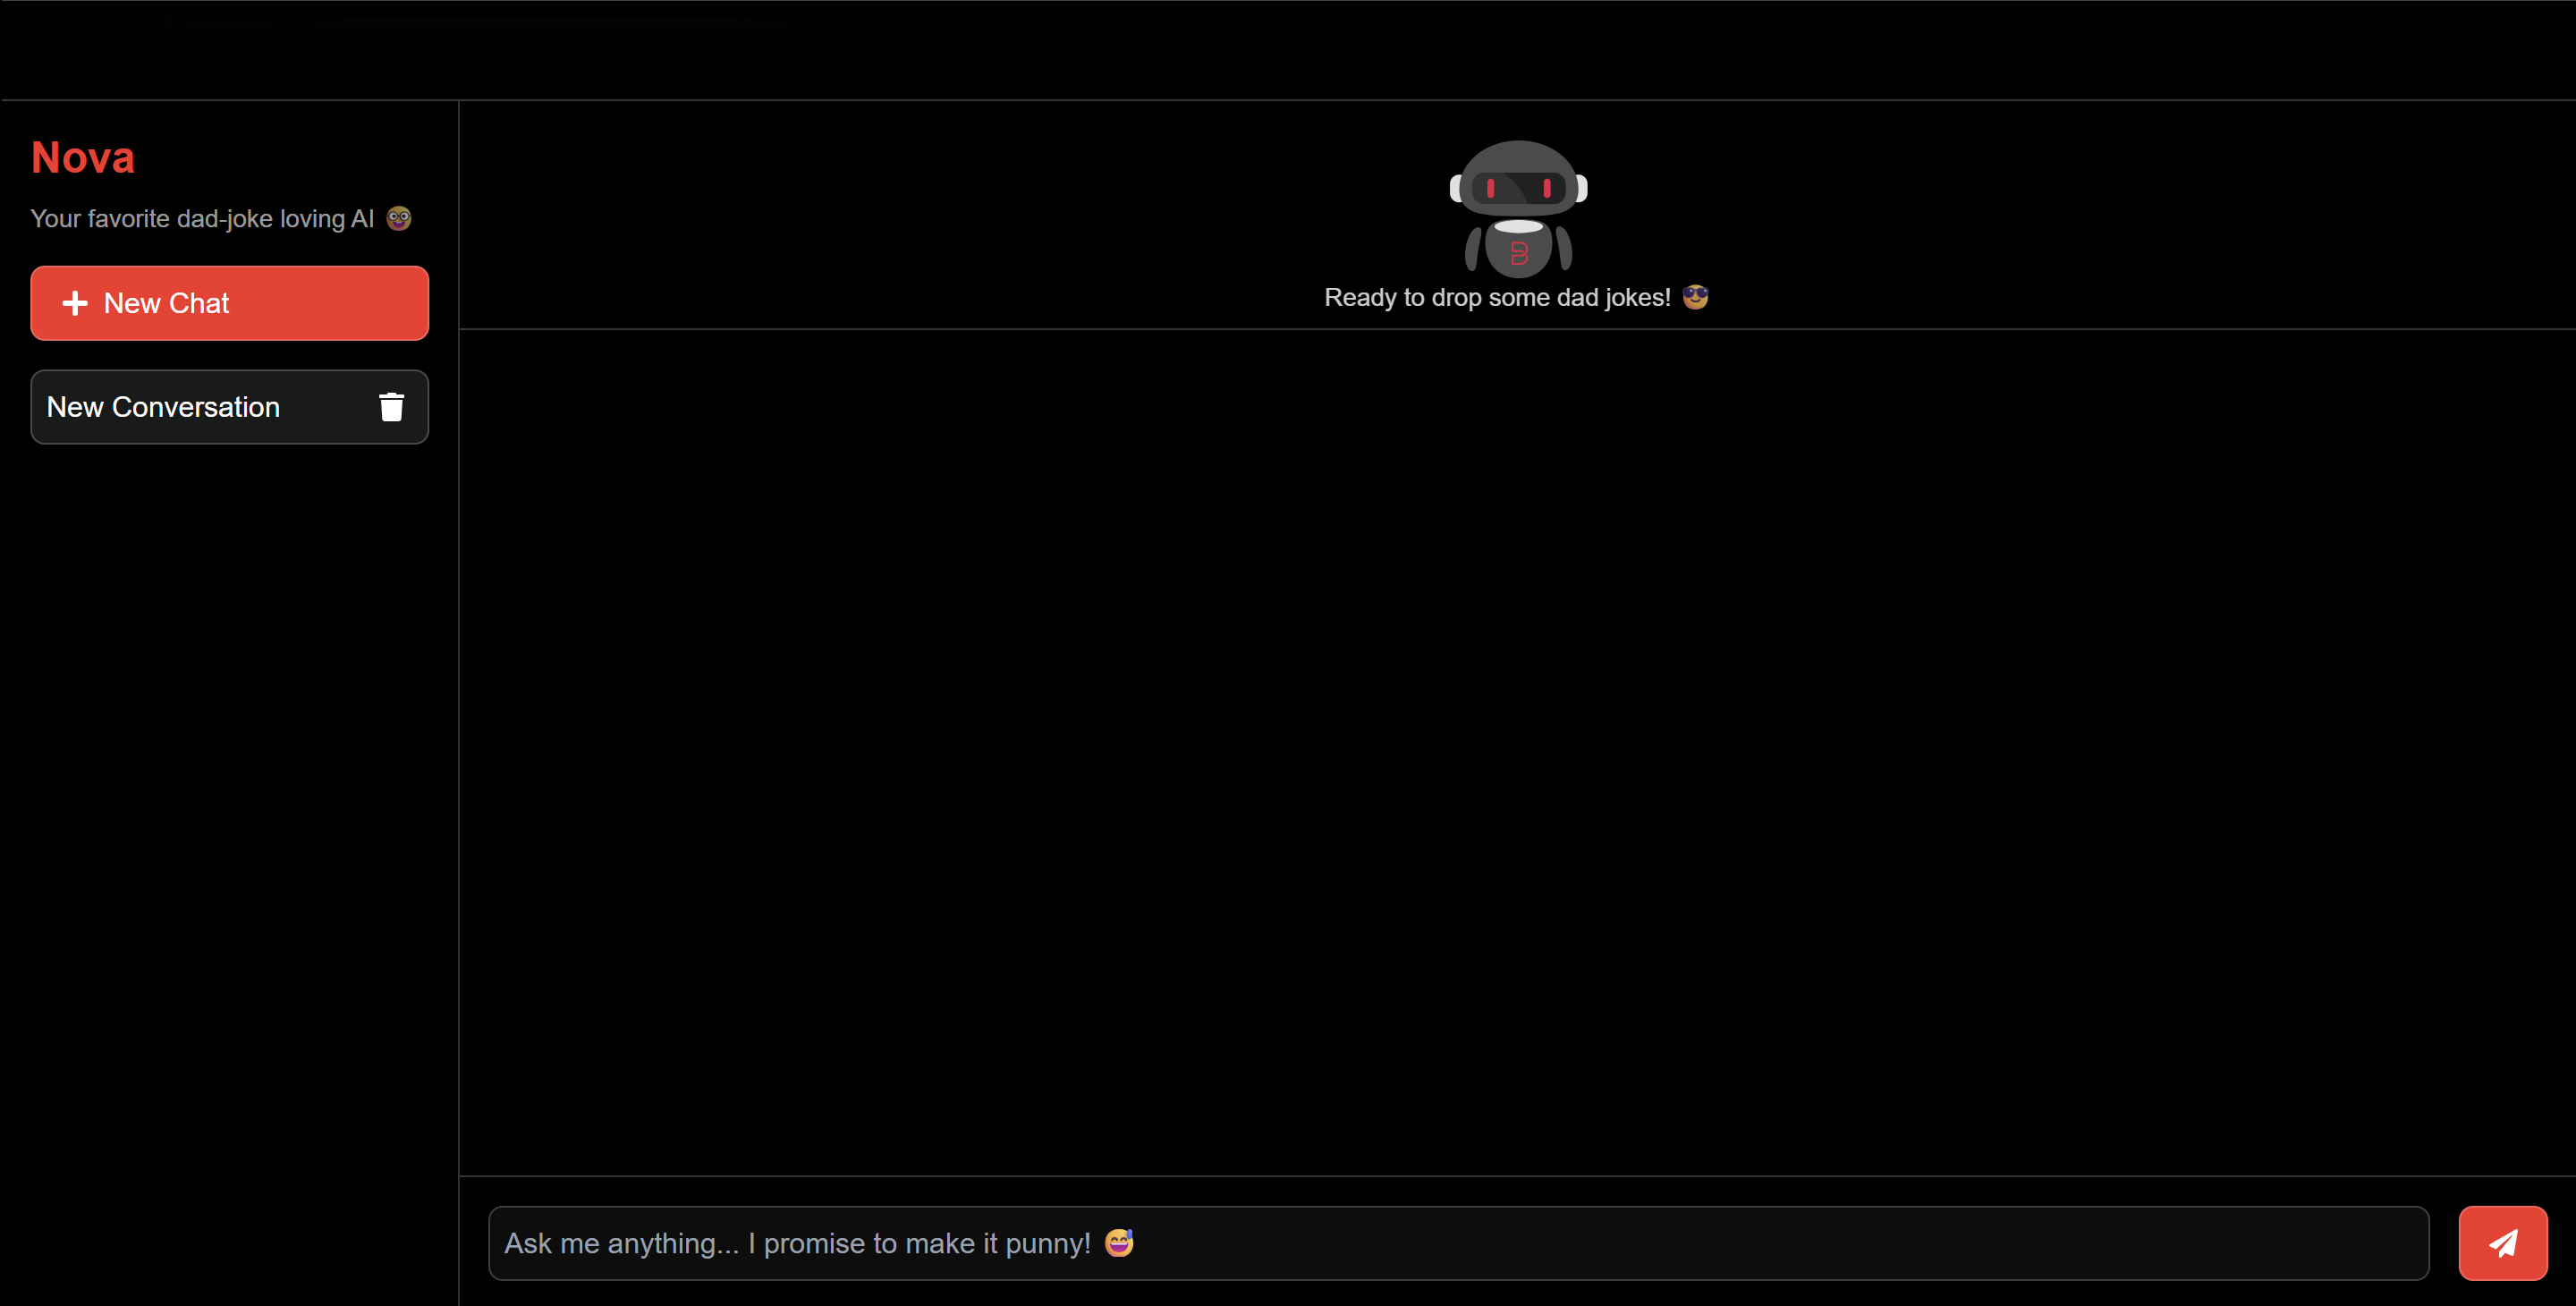 Nova
Your favorite dad-joke loving AI 🤓
New Chat
New Conversation
B
Ready to drop some dad jokes! 😎
Ask me anything... I promise to make it punny! 😅